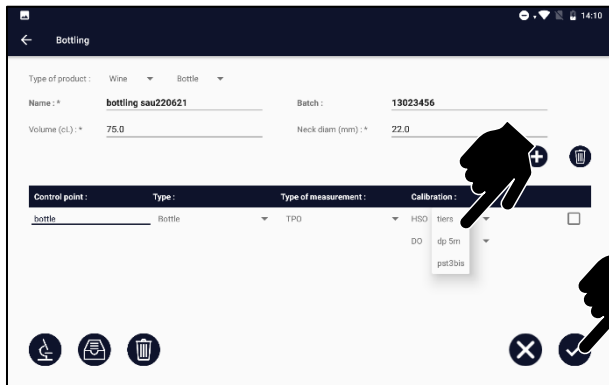 14:10
Bottling
Type of product : Wine Bottle
Name : * bottling sau220621 Batch : 13023456
Volume (cl.) : * 75.0 Neck diam (mm) : * 22.0
Control point : Type : Type of measurement : Calibration :
bottle Bottle TPO HSO tiers
DO dp 5m
pst3bis